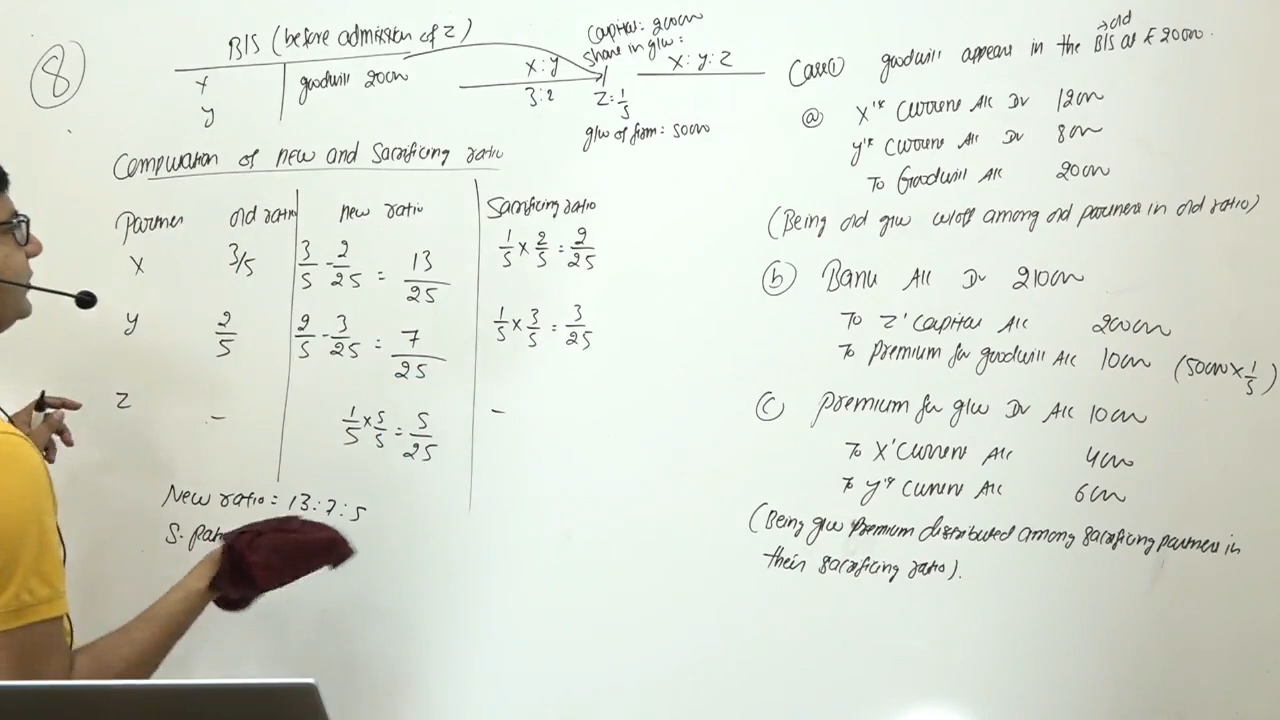 8
B/S (before admission of Z)
X
Y
goodwill 20000
X : Y
3 : 2
Capital: 200000
share in g/w :
Z = 1/5
X : Y : Z
g/w of firm : 50000
Computation of new and sacrificing ratio
Partner old ratio new ratio Sacrificing ratio
X 3/5 3/5 - 2/25 = 13/25 1/5 × 2/5 = 2/25
Y 2/5 2/5 - 3/25 = 7/25 1/5 × 3/5 = 3/25
Z - 1/5 × 5/5 = 5/25 -
New ratio = 13 : 7 : 5
S. Rat
Case ① goodwill appears in the B/S at ₹ 20000.
→ old
ⓐ X's Current A/c Dr 12000
Y's Current A/c Dr 8000
To Goodwill A/c 20000
(Being old g/w w/off among old partners in old ratio)
ⓑ Bank A/c Dr 210000
To Z' Capital A/c 200000
To Premium for goodwill A/c 10000 (50000 × 1/5)
ⓒ Premium for g/w Dr A/c 10000
To X' Current A/c 4000
To Y's Current A/c 6000
(Being g/w Premium distributed among sacrificing partners in
their sacrificing ratio).